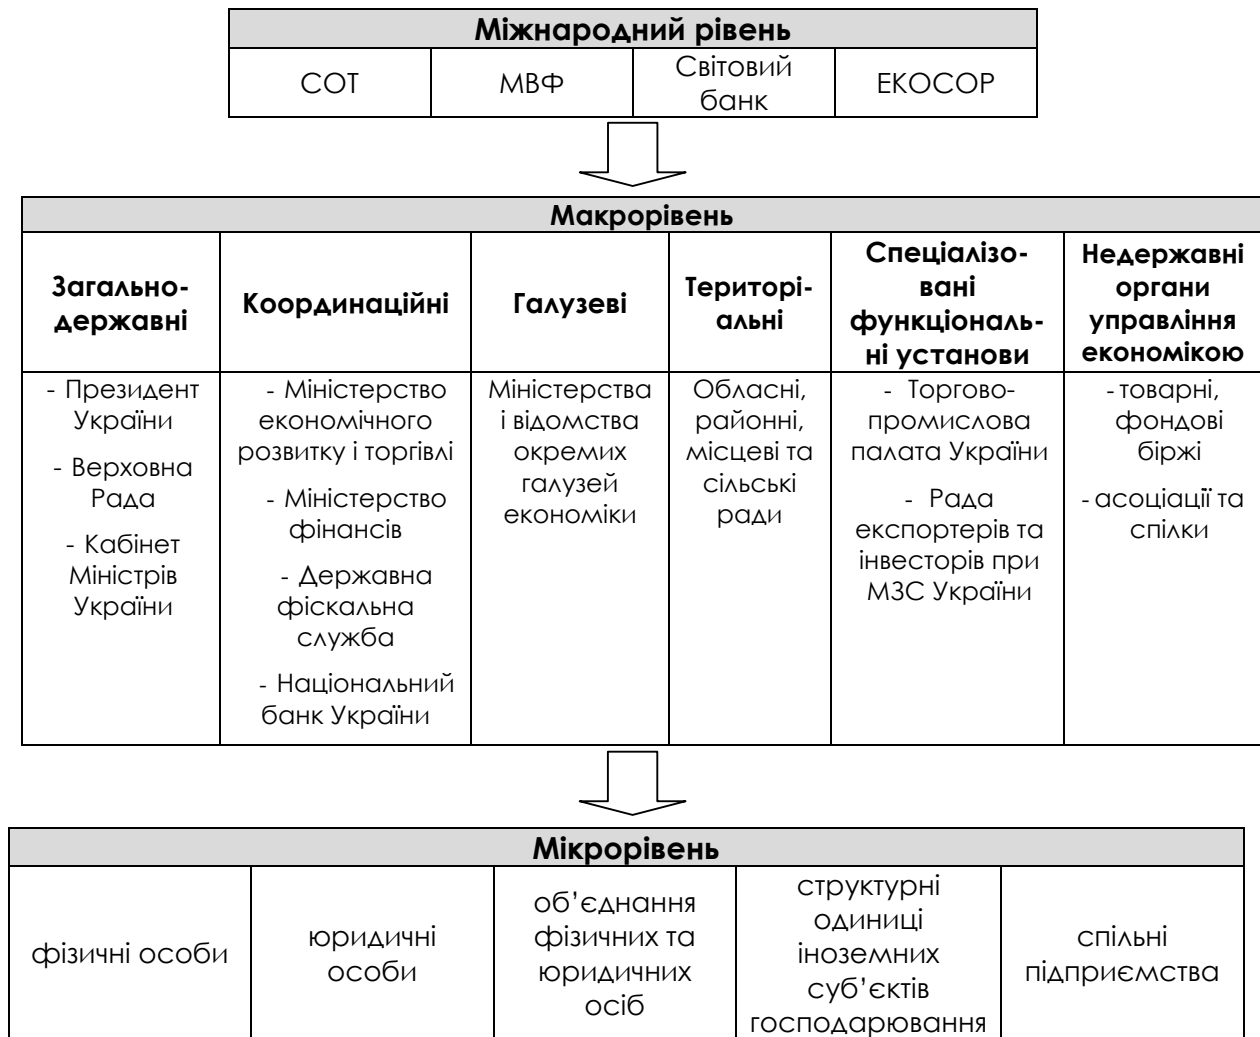 Міжнародний рівень
СОТ
МВФ
Світовий
банк
ЕКОСОР
Макрорівень
Загально-
державні
Координаційні
Галузеві
Територі-
альні
Спеціалізо-
вані
функціональ-
ні установи
Недержавні
органи
управління
економікою
- Президент
України
- Верховна
Рада
- Кабінет
Міністрів
України
- Міністерство
економічного
розвитку і торгівлі
- Міністерство
фінансів
- Державна
фіскальна
служба
- Національний
банк України
Міністерства
і відомства
окремих
галузей
економіки
Обласні,
районні,
місцеві та
сільські
ради
- Торгово-
промислова
палата України
- Рада
експортерів та
інвесторів при
МЗС України
- товарні,
фондові
біржі
- асоціації та
спілки
Мікрорівень
фізичні особи
юридичні
особи
об’єднання
фізичних та
юридичних
осіб
структурні
одиниці
іноземних
суб’єктів
господарювання
спільні
підприємства